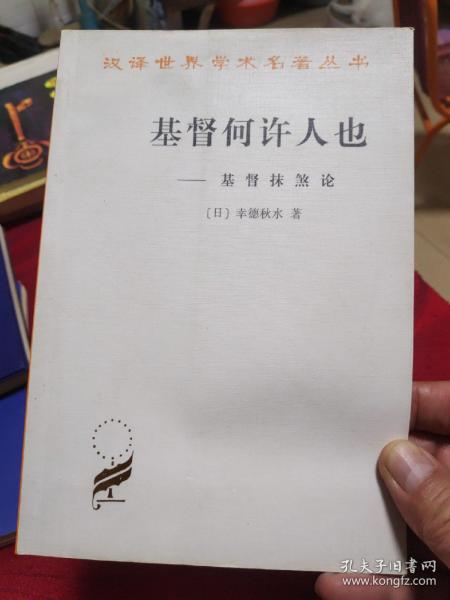 汉译世界学术名著丛书
基督何许人也
—— 基督抹煞论
〔日〕幸德秋水 著
孔夫子旧书网
www.kongfz.com